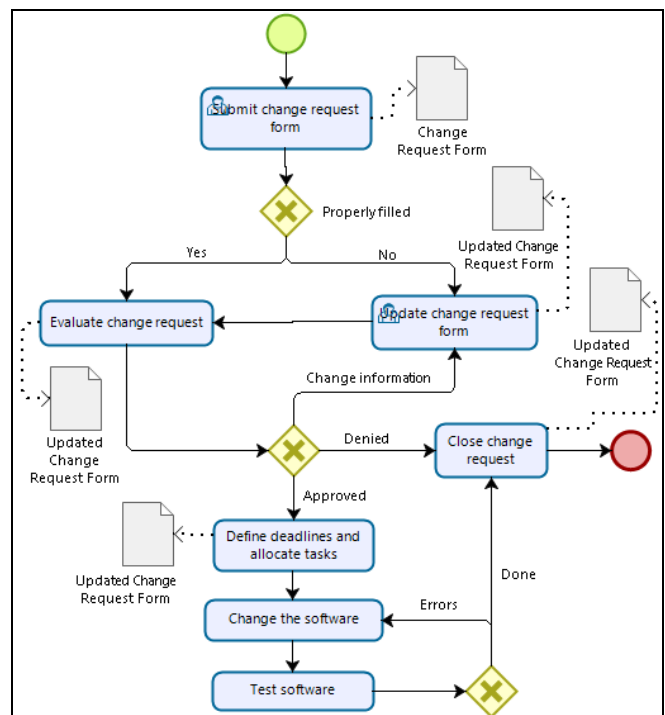 Submit change request
form
Change
Request Form
Properly filled
Updated Change
Request Form
Yes
No
Evaluate change request
Update change request
form
Updated
Change Request
Form
Change information
Updated
Change
Request Form
Denied
Close change
request
Approved
Define deadlines and
allocate tasks
Updated Change
Request Form
Done
Change the software
Errors
Test software